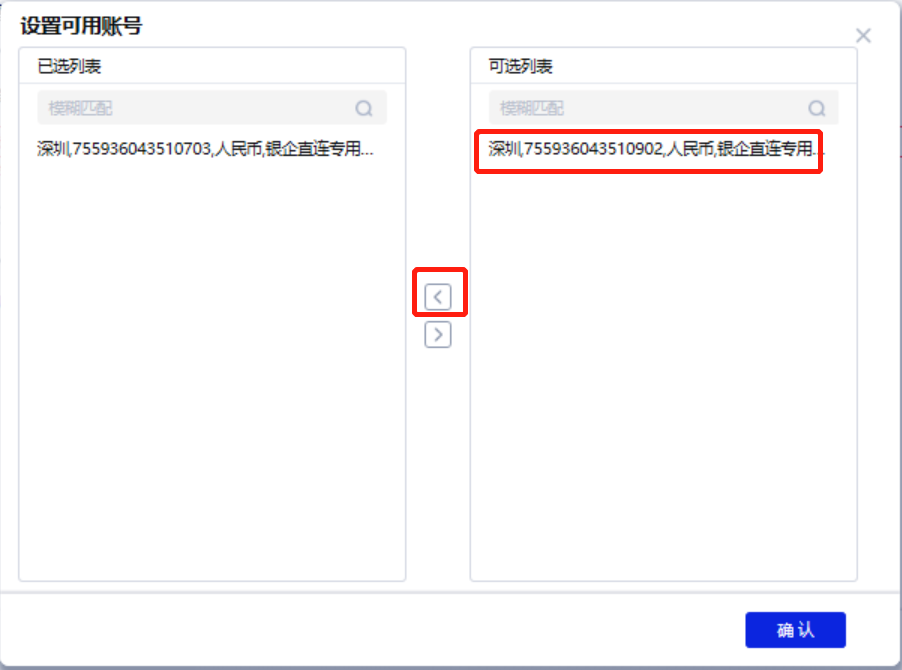 设置可用账号
已选列表
模糊匹配
深圳,755936043510703,人民币,银企直连专用...
可选列表
模糊匹配
深圳,755936043510902,人民币,银企直连专用...
确认